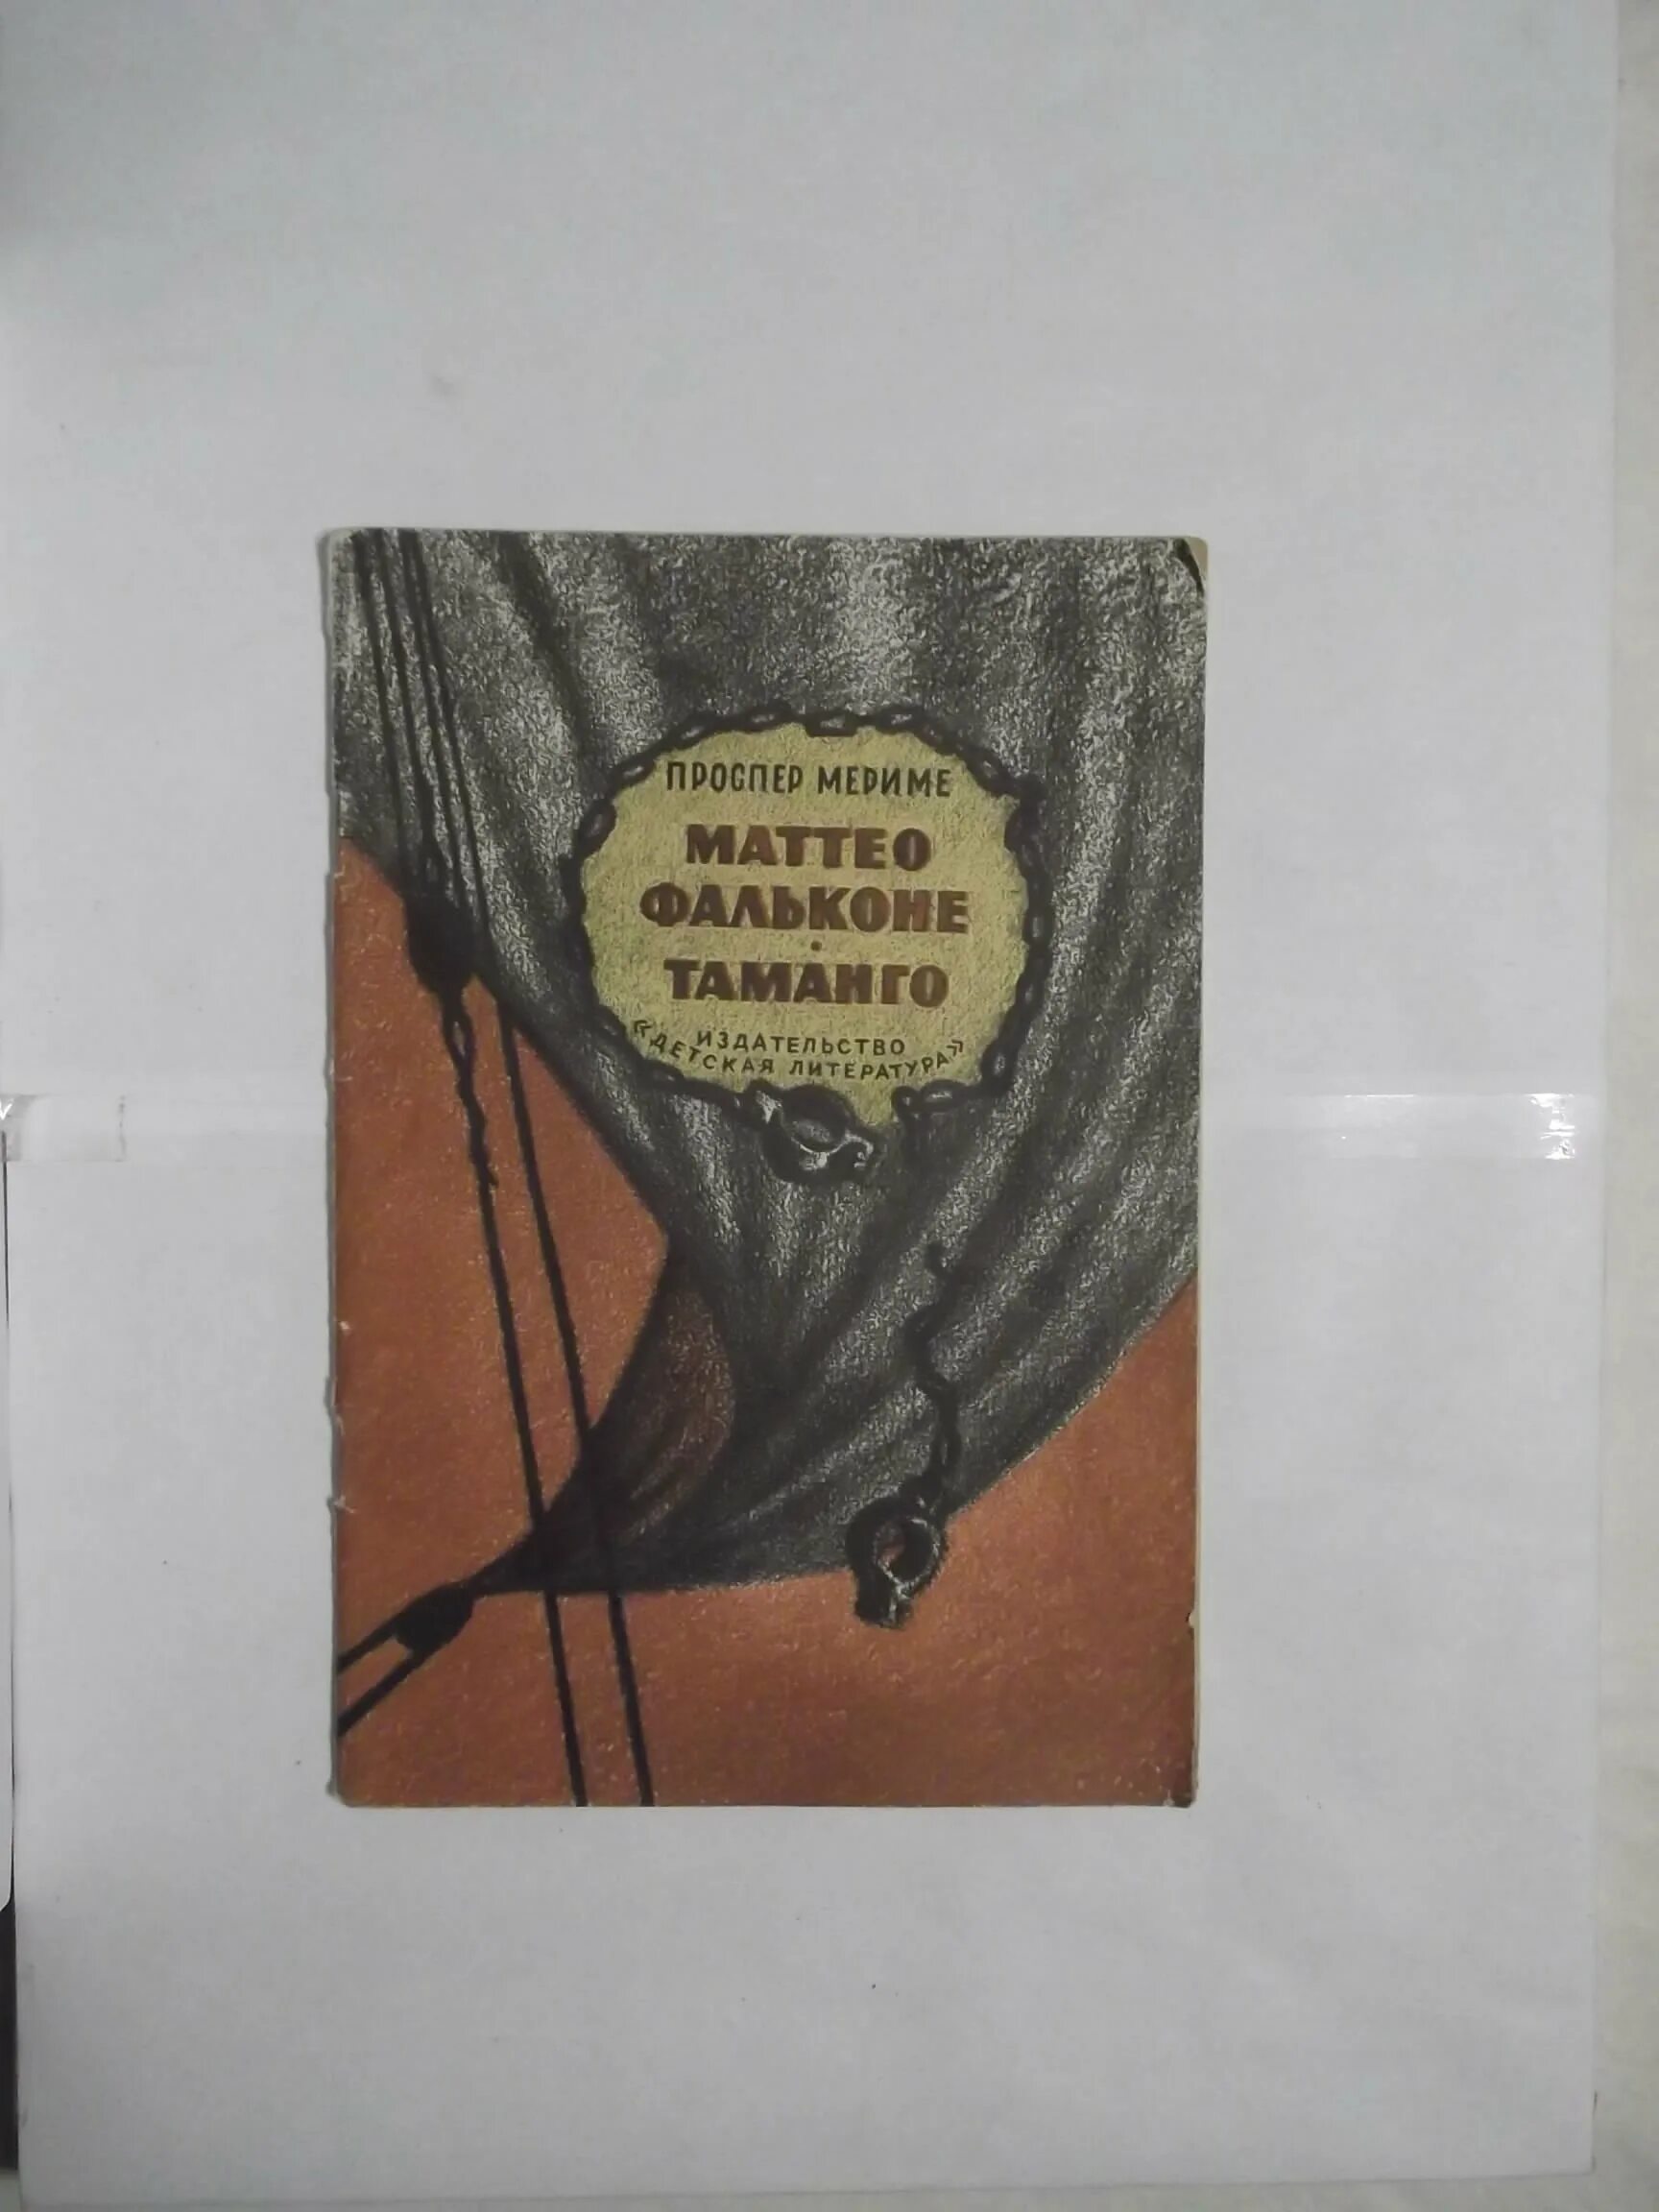 ПРОСПЕР МЕРИМЕ
МАТТЕО
ФАЛЬКОНЕ
•
ТАМАНГО
ИЗДАТЕЛЬСТВО
«ДЕТСКАЯ ЛИТЕРАТУРА»